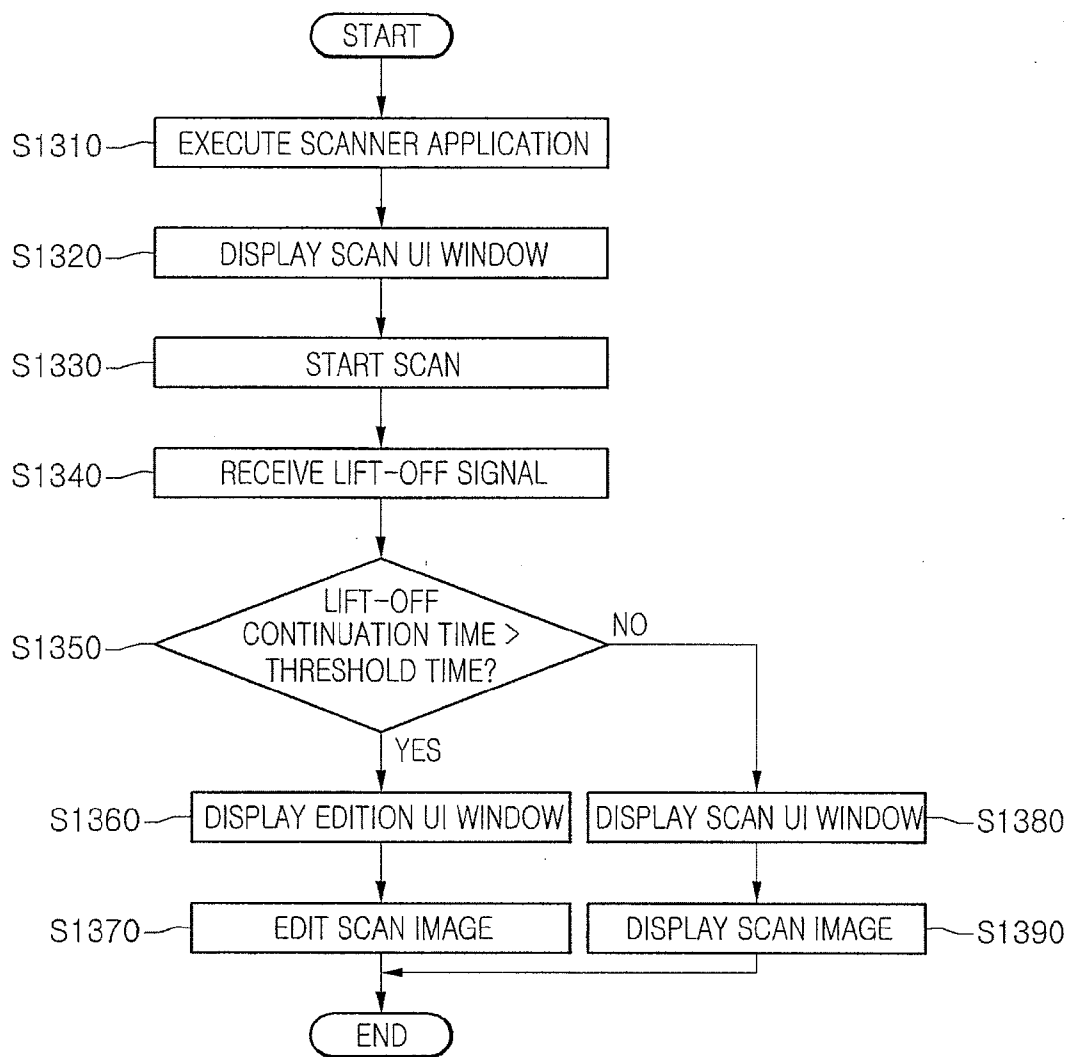 START
S1310
EXECUTE SCANNER APPLICATION
S1320
DISPLAY SCAN UI WINDOW
S1330
START SCAN
S1340
RECEIVE LIFT-OFF SIGNAL
S1350
LIFT-OFF
CONTINUATION TIME >
THRESHOLD TIME?
NO
YES
S1360
DISPLAY EDITION UI WINDOW
DISPLAY SCAN UI WINDOW
S1380
S1370
EDIT SCAN IMAGE
DISPLAY SCAN IMAGE
S1390
END